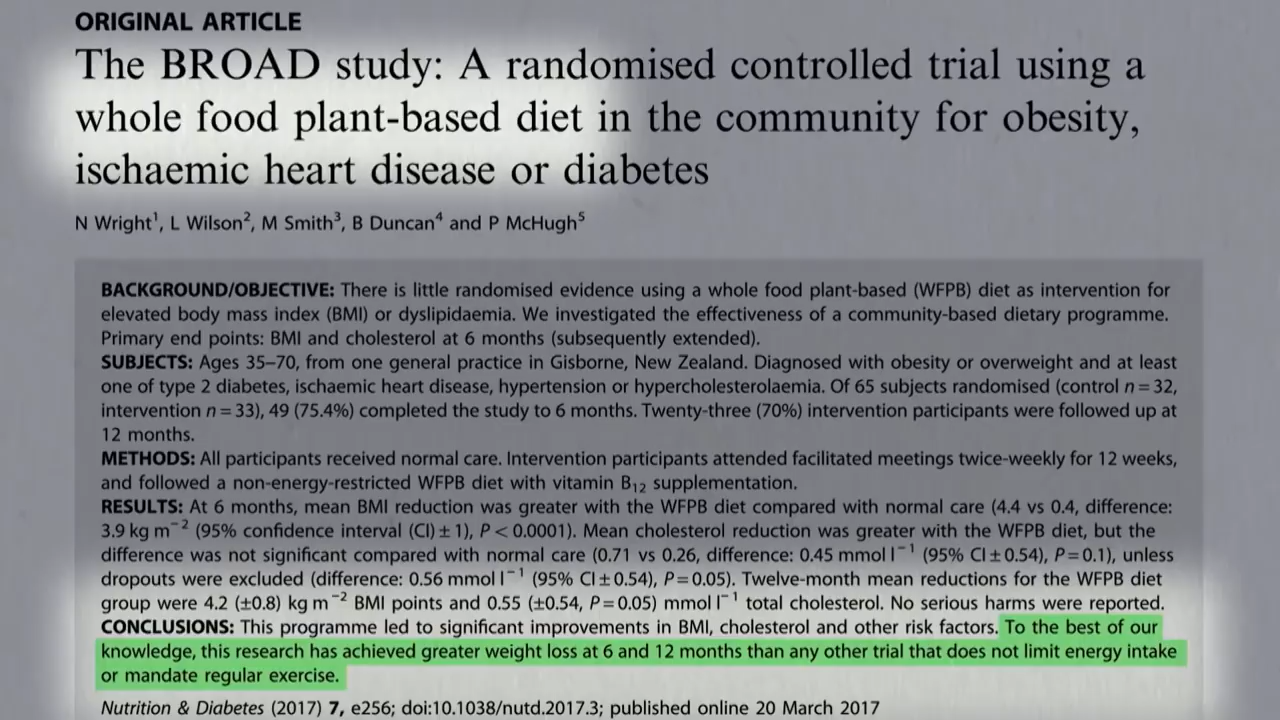 ORIGINAL ARTICLE
The BROAD study: A randomised controlled trial using a
whole food plant-based diet in the community for obesity,
ischaemic heart disease or diabetes
N Wright¹, L Wilson², M Smith³, B Duncan⁴ and P McHugh⁵
BACKGROUND/OBJECTIVE: There is little randomised evidence using a whole food plant-based (WFPB) diet as intervention for
elevated body mass index (BMI) or dyslipidaemia. We investigated the effectiveness of a community-based dietary programme.
Primary end points: BMI and cholesterol at 6 months (subsequently extended).
SUBJECTS: Ages 35–70, from one general practice in Gisborne, New Zealand. Diagnosed with obesity or overweight and at least
one of type 2 diabetes, ischaemic heart disease, hypertension or hypercholesterolaemia. Of 65 subjects randomised (control n = 32,
intervention n = 33), 49 (75.4%) completed the study to 6 months. Twenty-three (70%) intervention participants were followed up at
12 months.
METHODS: All participants received normal care. Intervention participants attended facilitated meetings twice-weekly for 12 weeks,
and followed a non-energy-restricted WFPB diet with vitamin B₁₂ supplementation.
RESULTS: At 6 months, mean BMI reduction was greater with the WFPB diet compared with normal care (4.4 vs 0.4, difference:
3.9 kg m⁻² (95% confidence interval (CI) ± 1), P < 0.0001). Mean cholesterol reduction was greater with the WFPB diet, but the
difference was not significant compared with normal care (0.71 vs 0.26, difference: 0.45 mmol l⁻¹ (95% CI ± 0.54), P = 0.1), unless
dropouts were excluded (difference: 0.56 mmol l⁻¹ (95% CI ± 0.54), P = 0.05). Twelve-month mean reductions for the WFPB diet
group were 4.2 (±0.8) kg m⁻² BMI points and 0.55 (±0.54, P = 0.05) mmol l⁻¹ total cholesterol. No serious harms were reported.
CONCLUSIONS: This programme led to significant improvements in BMI, cholesterol and other risk factors. To the best of our
knowledge, this research has achieved greater weight loss at 6 and 12 months than any other trial that does not limit energy intake
or mandate regular exercise.
Nutrition & Diabetes (2017) 7, e256; doi:10.1038/nutd.2017.3; published online 20 March 2017